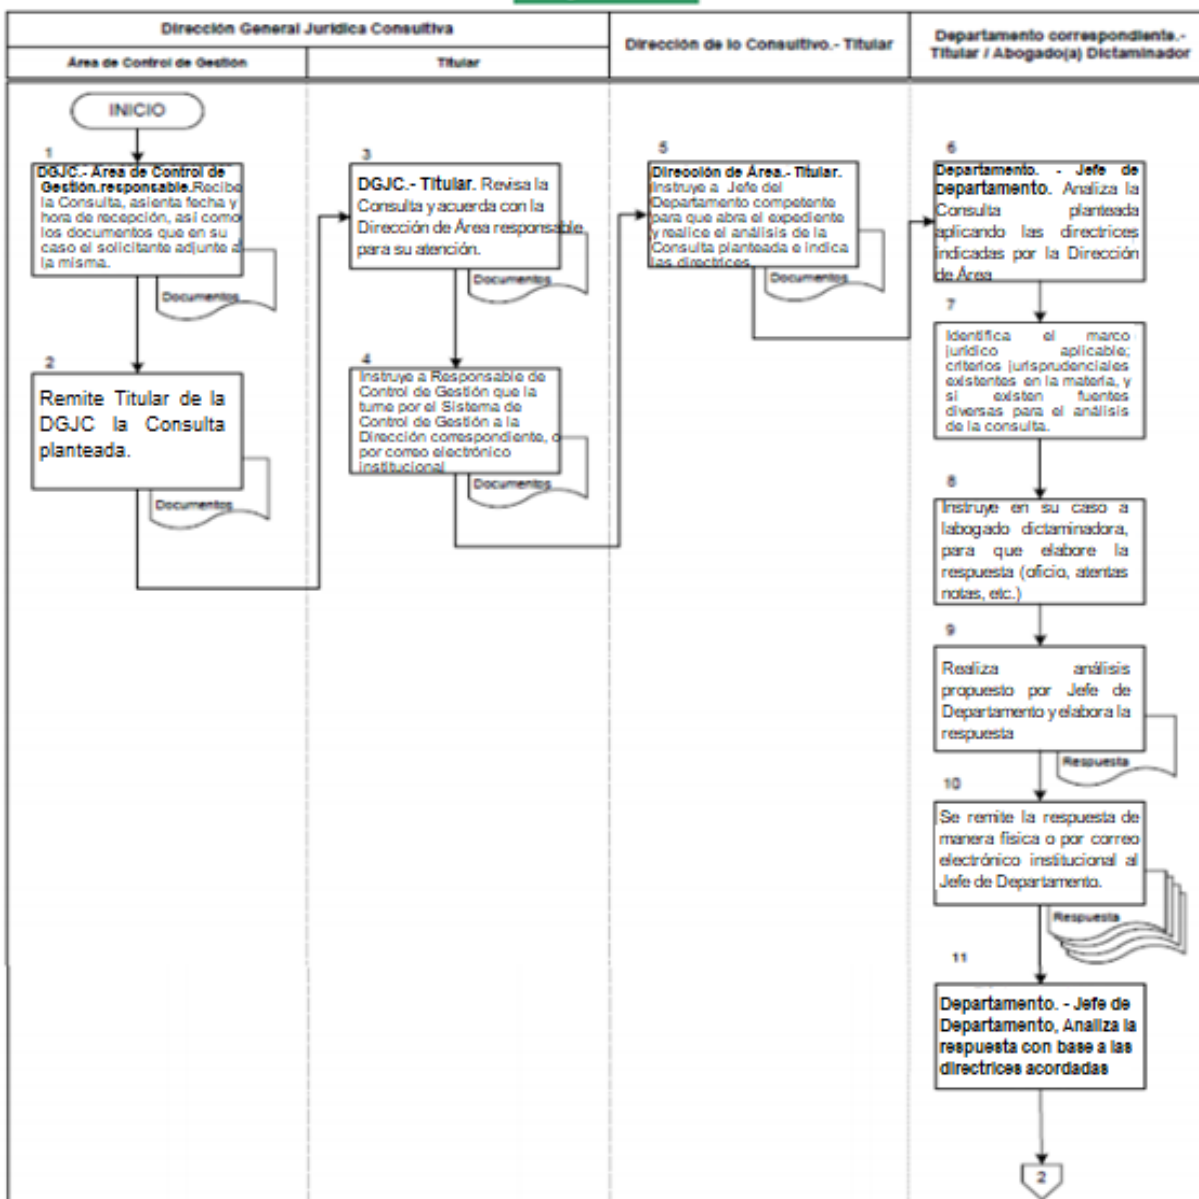 Dirección General Jurídica Consultiva
Área de Control de Gestión
Titular
Dirección de lo Consultivo.- Titular
Departamento correspondiente.-
Titular / Abogado(a) Dictaminador
INICIO
1
DGJC.- Área de Control de
Gestión.responsable.Recibe
la Consulta, asienta fecha y
hora de recepción, así como
los documentos que en su
caso el solicitante adjunte a
la misma.
Documentos
2
Remite Titular de la
DGJC la Consulta
planteada.
Documentos
3
DGJC.- Titular. Revisa la
Consulta y acuerda con la
Dirección de Área responsable
para su atención.
Documentos
4
Instruye a Responsable de
Control de Gestión que la
turne por el Sistema de
Control de Gestión a la
Dirección correspondiente, o
por correo electrónico
institucional
Documentos
5
Dirección de Área.- Titular.
Instruye a Jefe del
Departamento competente
para que abra el expediente
y realice el análisis de la
Consulta planteada e indica
las directrices
Documentos
6
Departamento. - Jefe de
departamento. Analiza la
Consulta planteada
aplicando las directrices
indicadas por la Dirección
de Área
7
Identifica el marco
jurídico aplicable;
criterios jurisprudenciales
existentes en la materia, y
si existen fuentes
diversas para el análisis
de la consulta.
8
Instruye en su caso a
labogado dictaminadora,
para que elabore la
respuesta (oficio, atentas
notas, etc.)
9
Realiza análisis
propuesto por Jefe de
Departamento y elabora la
respuesta
Respuesta
10
Se remite la respuesta de
manera física o por correo
electrónico institucional al
Jefe de Departamento.
Respuesta
11
Departamento. - Jefe de
Departamento, Analiza la
respuesta con base a las
directrices acordadas
2